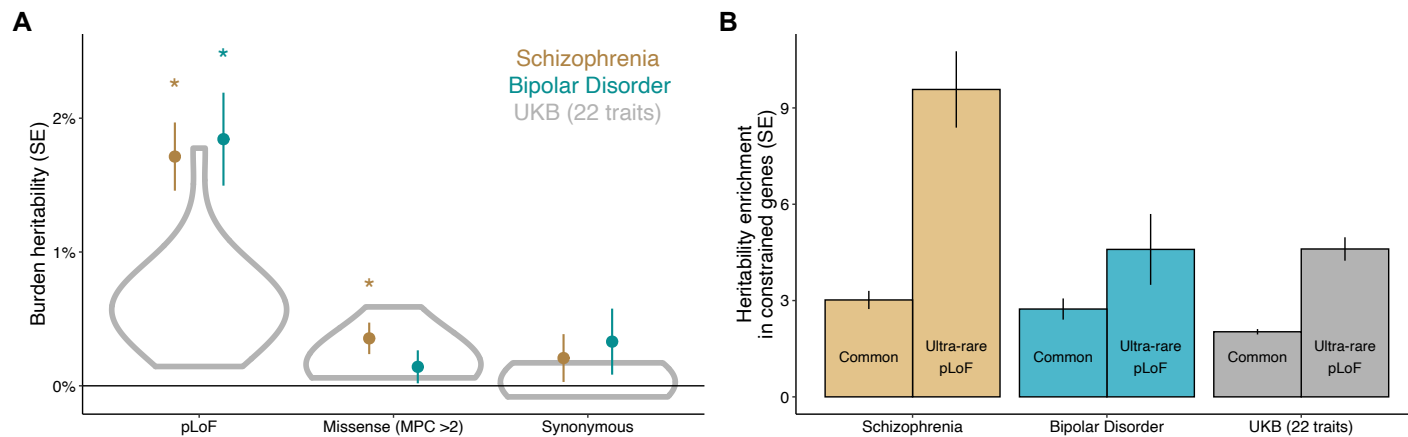 A
Burden heritability (SE)
2%
1%
0%
*
*
*
Schizophrenia
Bipolar Disorder
UKB (22 traits)
pLoF
Missense (MPC >2)
Synonymous
B
Heritability enrichment
in constrained genes (SE)
9
6
3
0
Common
Ultra-rare
pLoF
Common
Ultra-rare
pLoF
Common
Ultra-rare
pLoF
Schizophrenia
Bipolar Disorder
UKB (22 traits)